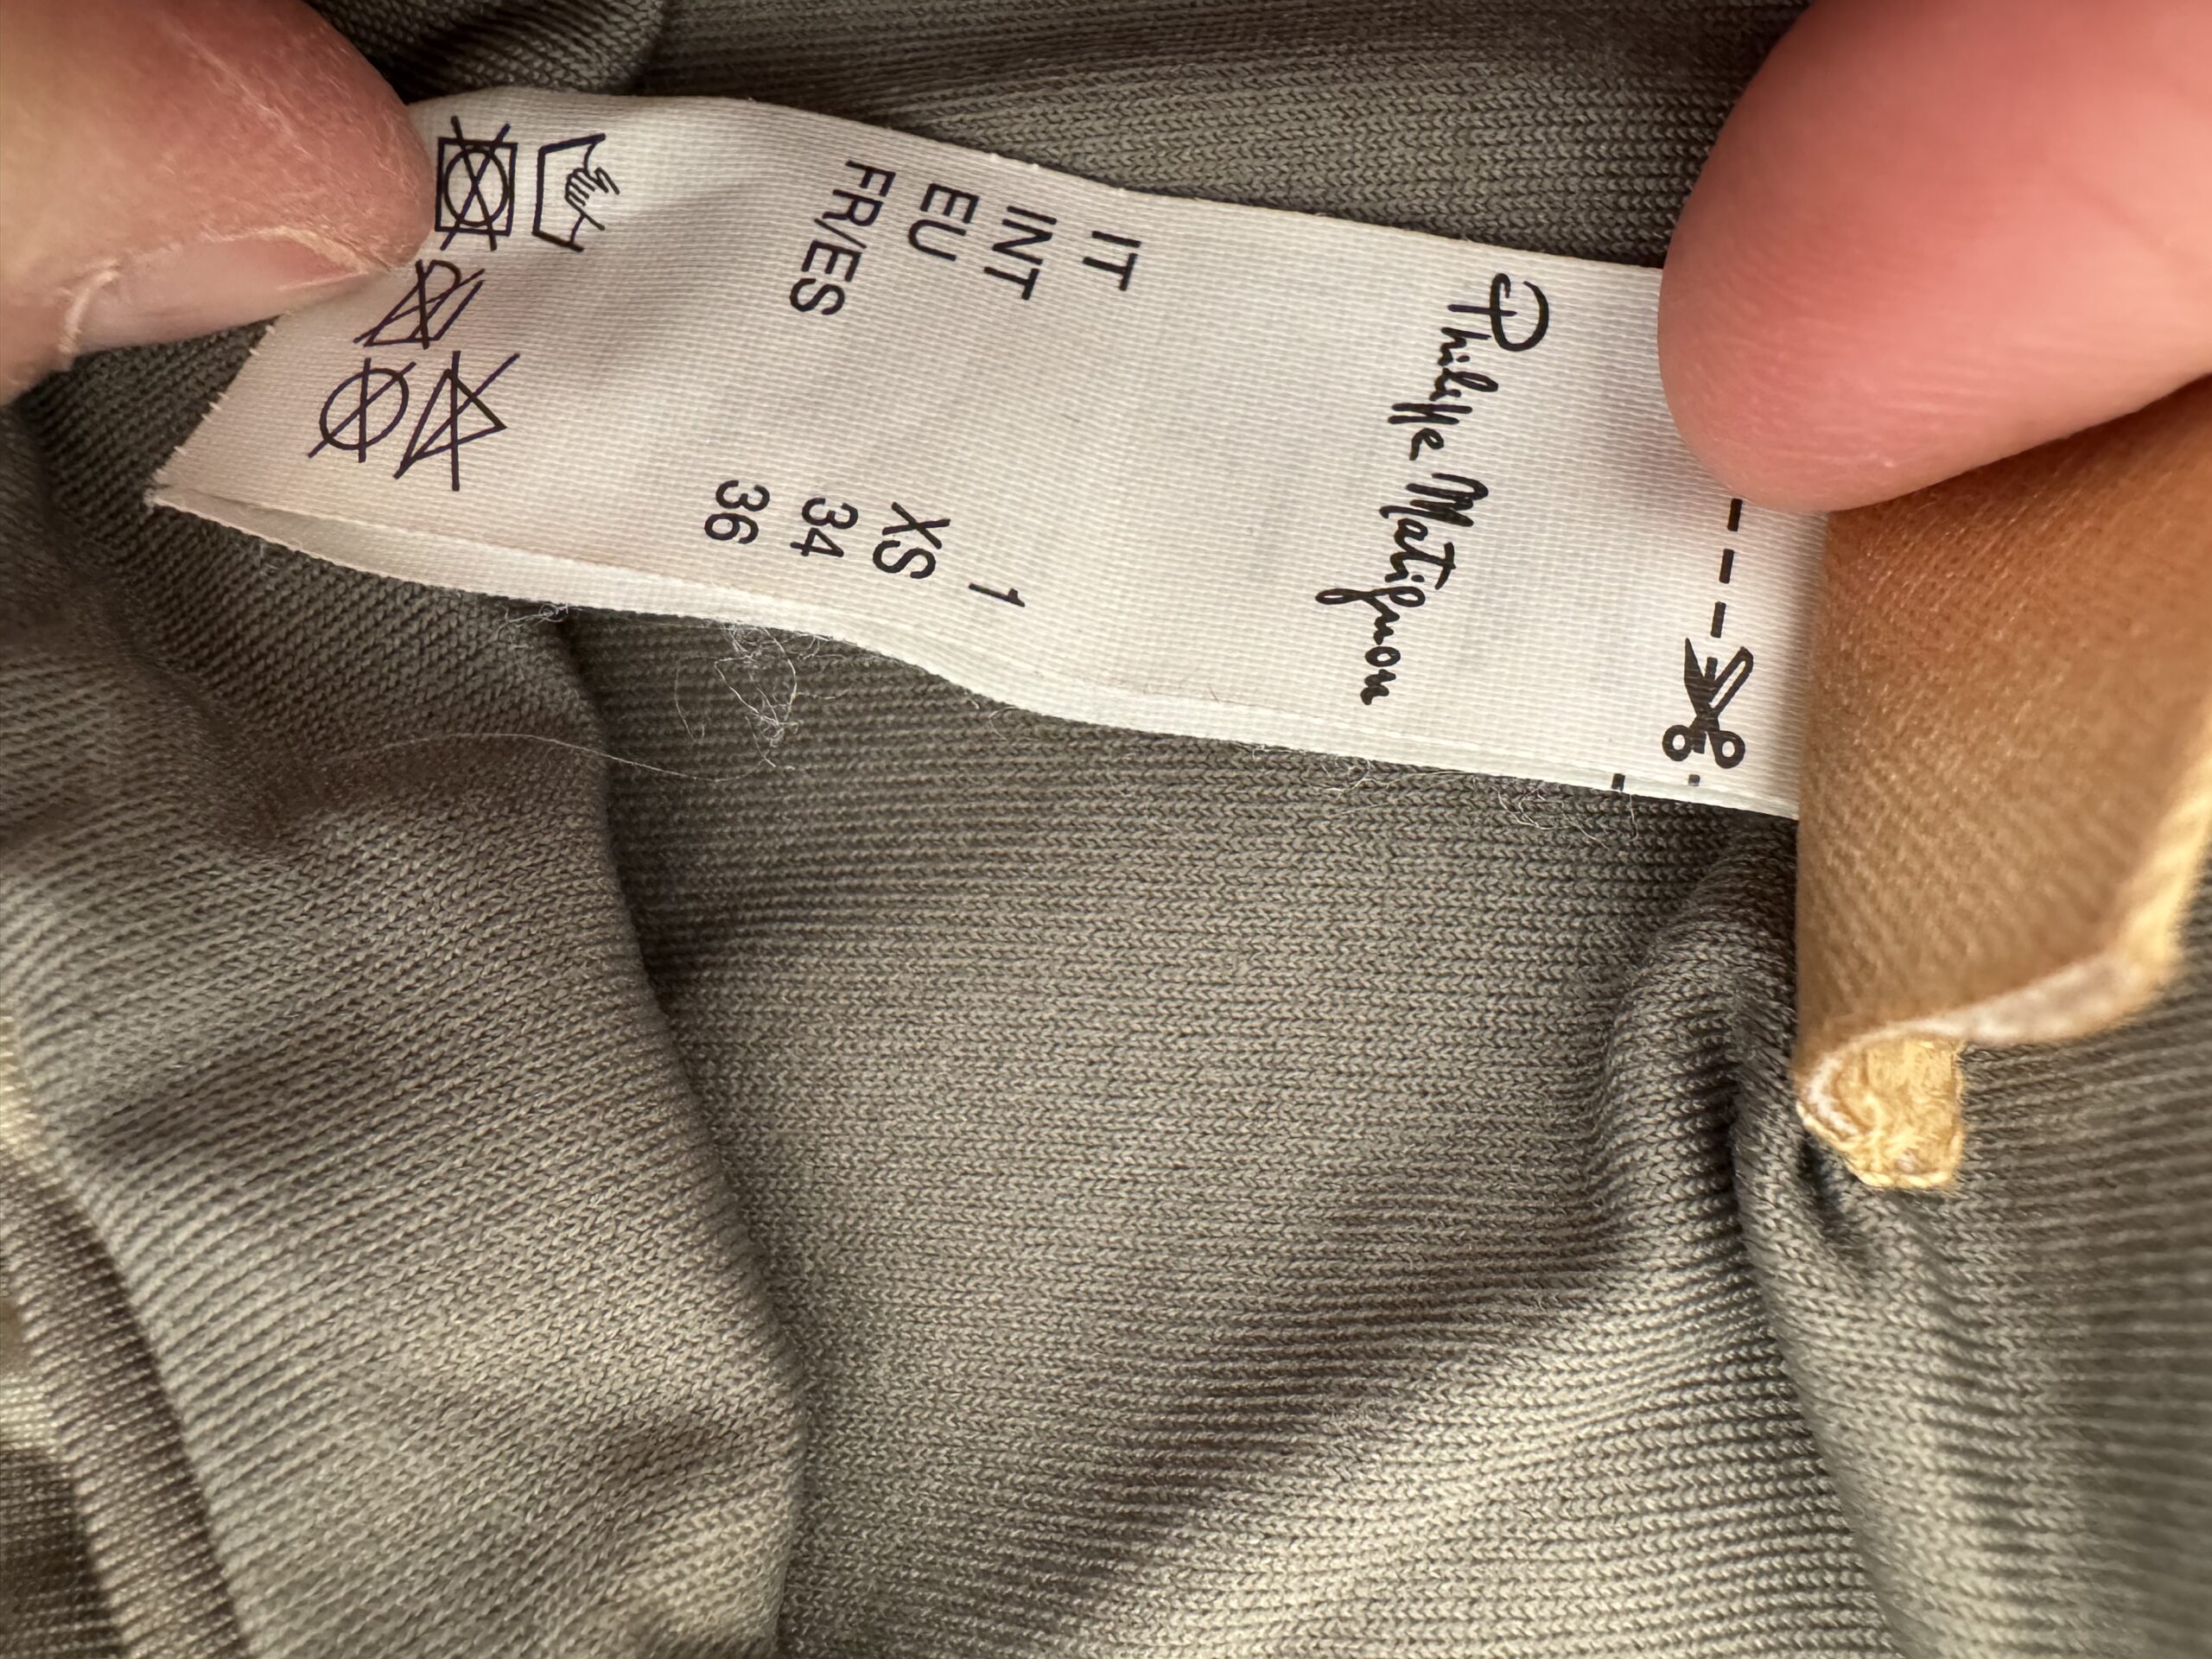 Philippe Matignon
IT 1
INT XS
EU 34
FR/ES 36